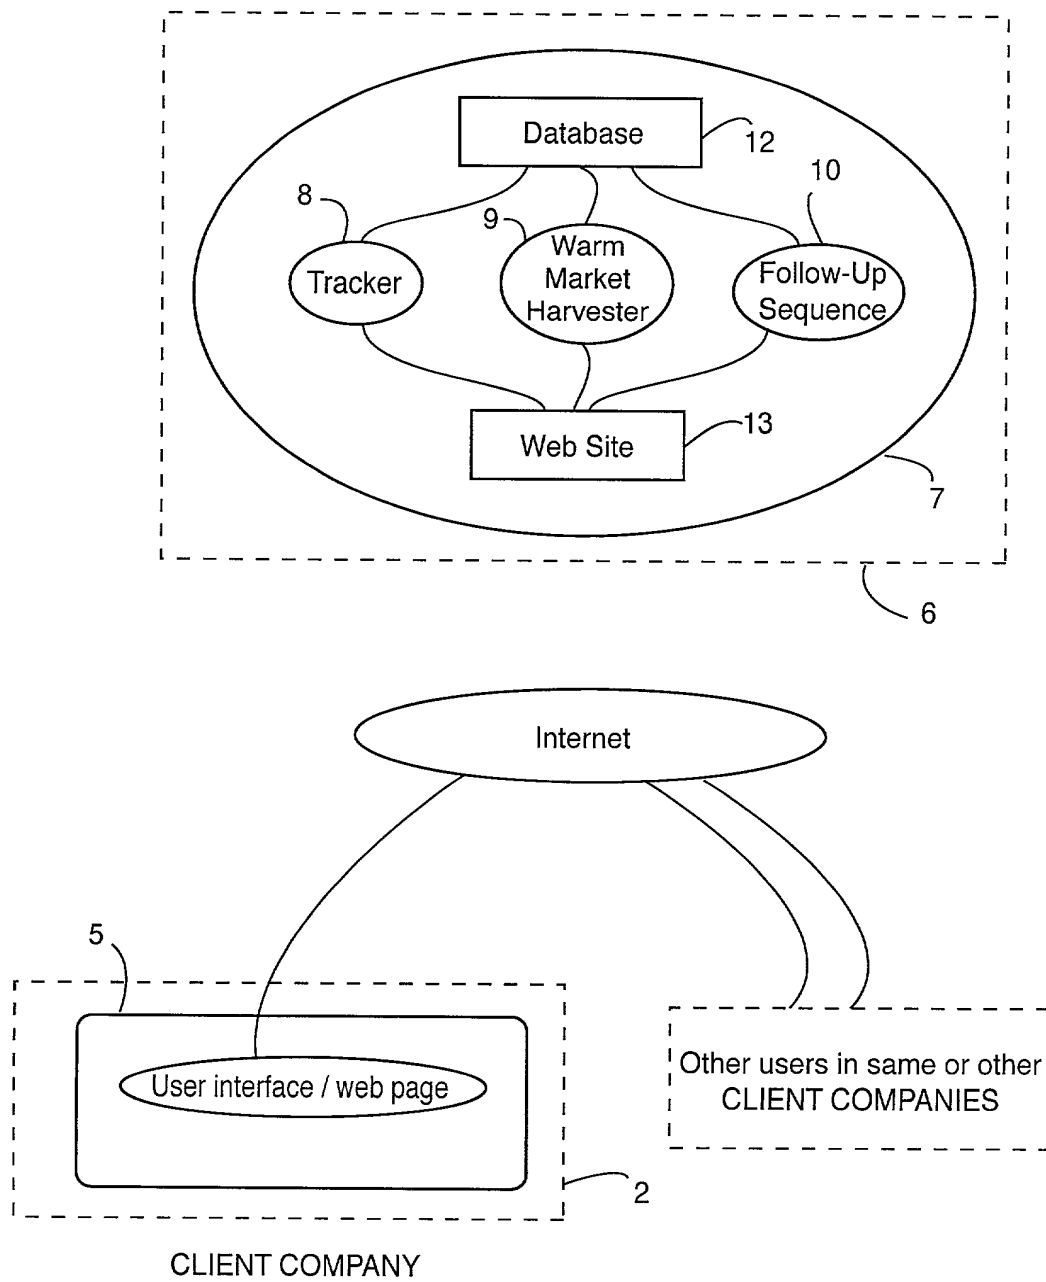 Database
12
10
8
9
Tracker
Warm
Market
Harvester
Follow-Up
Sequence
Web Site
13
7
6
Internet
5
User interface / web page
Other users in same or other
CLIENT COMPANIES
2
CLIENT COMPANY